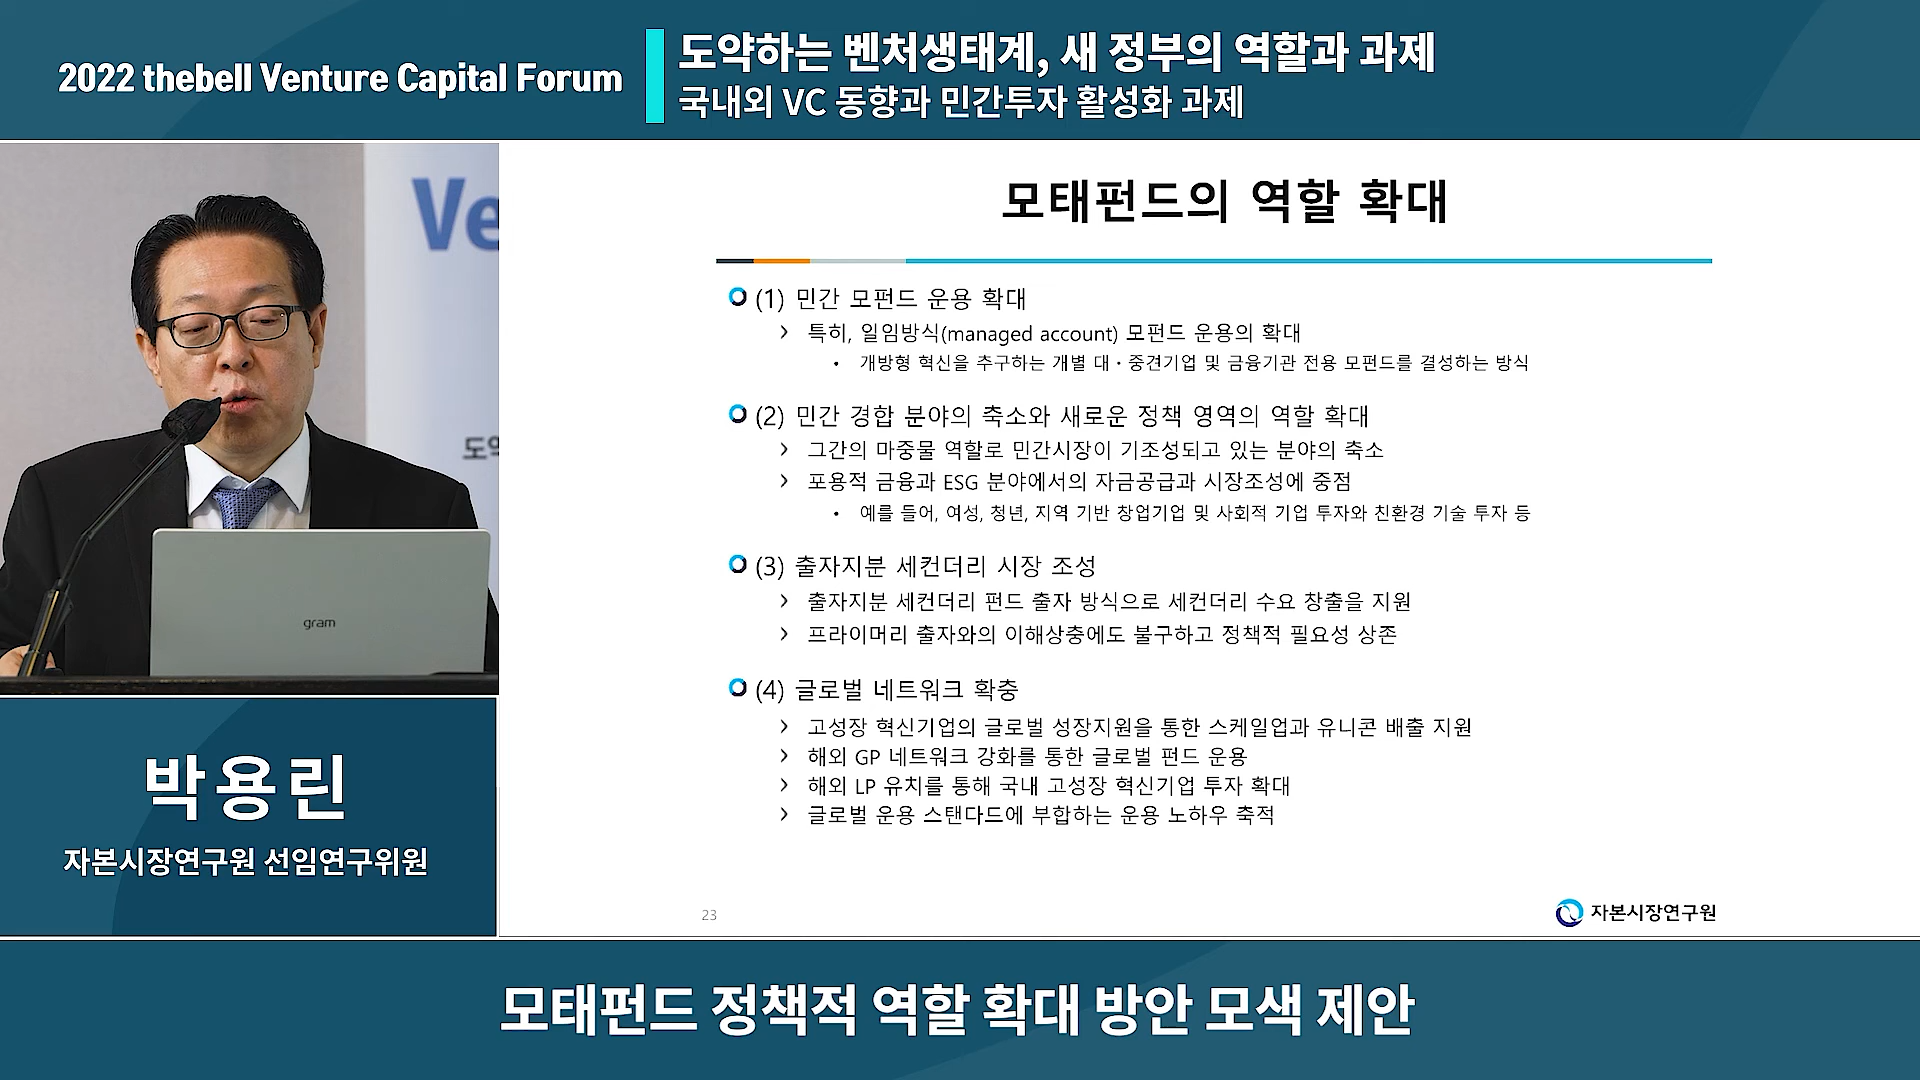 2022 thebell Venture Capital Forum
도약하는 벤처생태계, 새 정부의 역할과 과제
국내외 VC 동향과 민간투자 활성화 과제
Ve
도약
gram
박용린
자본시장연구원 선임연구위원
모태펀드의 역할 확대
(1) 민간 모펀드 운용 확대
› 특히, 일임방식(managed account) 모펀드 운용의 확대
• 개방형 혁신을 추구하는 개별 대・중견기업 및 금융기관 전용 모펀드를 결성하는 방식
(2) 민간 경합 분야의 축소와 새로운 정책 영역의 역할 확대
› 그간의 마중물 역할로 민간시장이 기조성되고 있는 분야의 축소
› 포용적 금융과 ESG 분야에서의 자금공급과 시장조성에 중점
• 예를 들어, 여성, 청년, 지역 기반 창업기업 및 사회적 기업 투자와 친환경 기술 투자 등
(3) 출자지분 세컨더리 시장 조성
› 출자지분 세컨더리 펀드 출자 방식으로 세컨더리 수요 창출을 지원
› 프라이머리 출자와의 이해상충에도 불구하고 정책적 필요성 상존
(4) 글로벌 네트워크 확충
› 고성장 혁신기업의 글로벌 성장지원을 통한 스케일업과 유니콘 배출 지원
› 해외 GP 네트워크 강화를 통한 글로벌 펀드 운용
› 해외 LP 유치를 통해 국내 고성장 혁신기업 투자 확대
› 글로벌 운용 스탠다드에 부합하는 운용 노하우 축적
23
자본시장연구원
모태펀드 정책적 역할 확대 방안 모색 제안